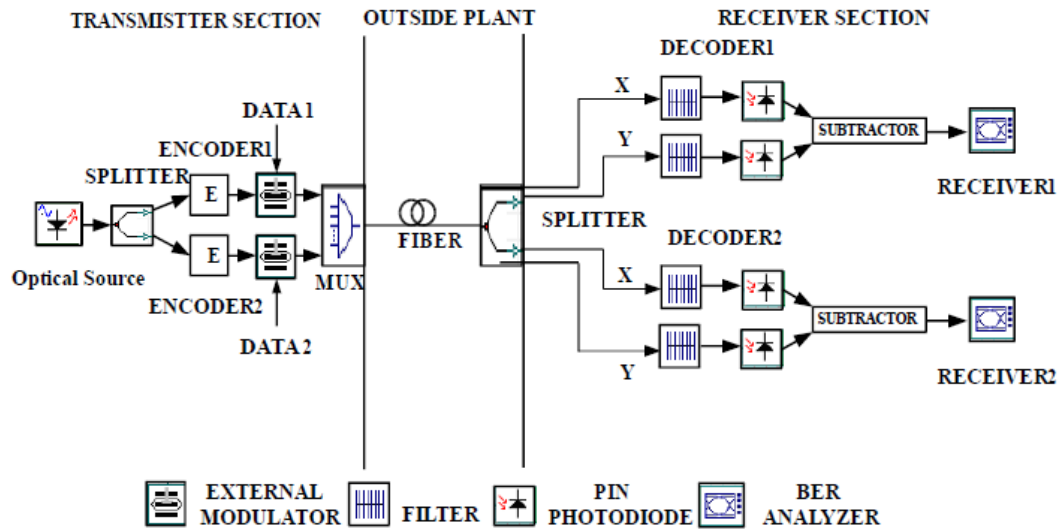 TRANSMISTTER SECTION
OUTSIDE PLANT
RECEIVER SECTION
DECODER1
X
DATA 1
Y
SUBTRACTOR
ENCODER1
SPLITTER
E
RECEIVER1
SPLITTER
FIBER
DECODER2
E
Optical Source
MUX
X
ENCODER2
SUBTRACTOR
DATA 2
Y
RECEIVER2
EXTERNAL
MODULATOR
FILTER
PIN
PHOTODIODE
BER
ANALYZER